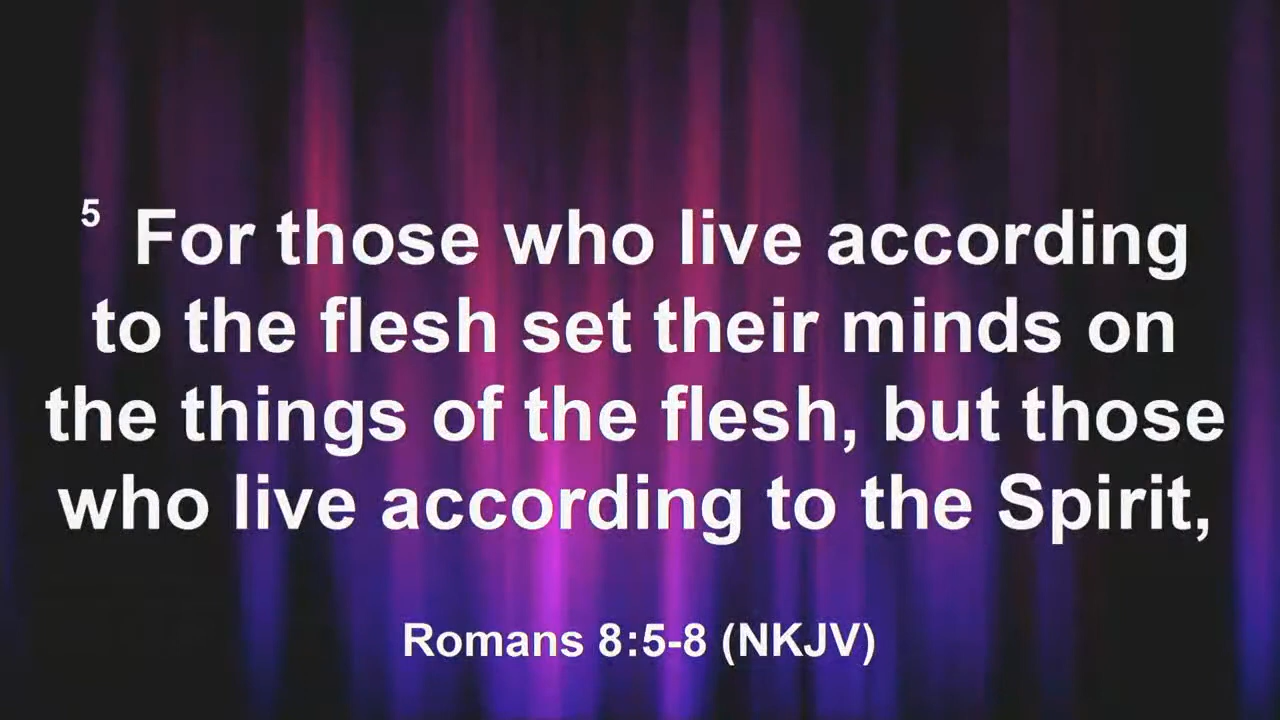 5 For those who live according
to the flesh set their minds on
the things of the flesh, but those
who live according to the Spirit,
Romans 8:5-8 (NKJV)